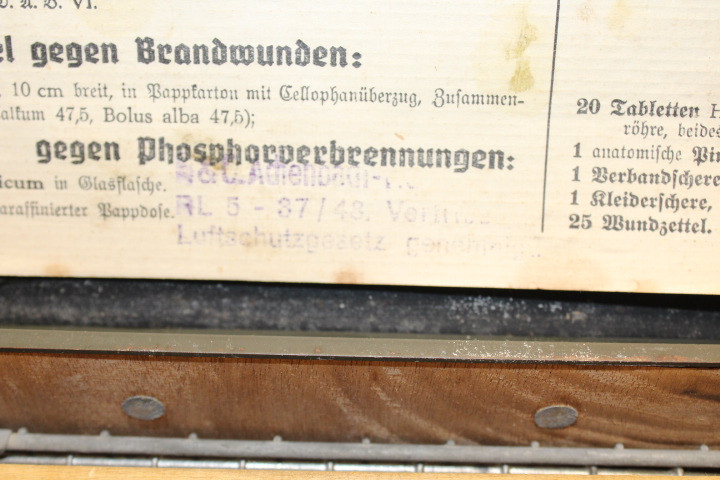 V. a. B. VI.
el gegen Brandwunden:
, 10 cm breit, in Pappkarton mit Cellophanüberzug, Zusammen-
alkum 47,5, Bolus alba 47,5);
gegen Phosphorverbrennungen:
icum in Glasflasche.
araffinierter Pappdose.
RL 5 - 37/43.
Luftschutzgesetz
20 Tabletten H
röhre, beides
1 anatomische Pin
1 Verbandschere
1 Kleiderschere,
25 Wundzettel.